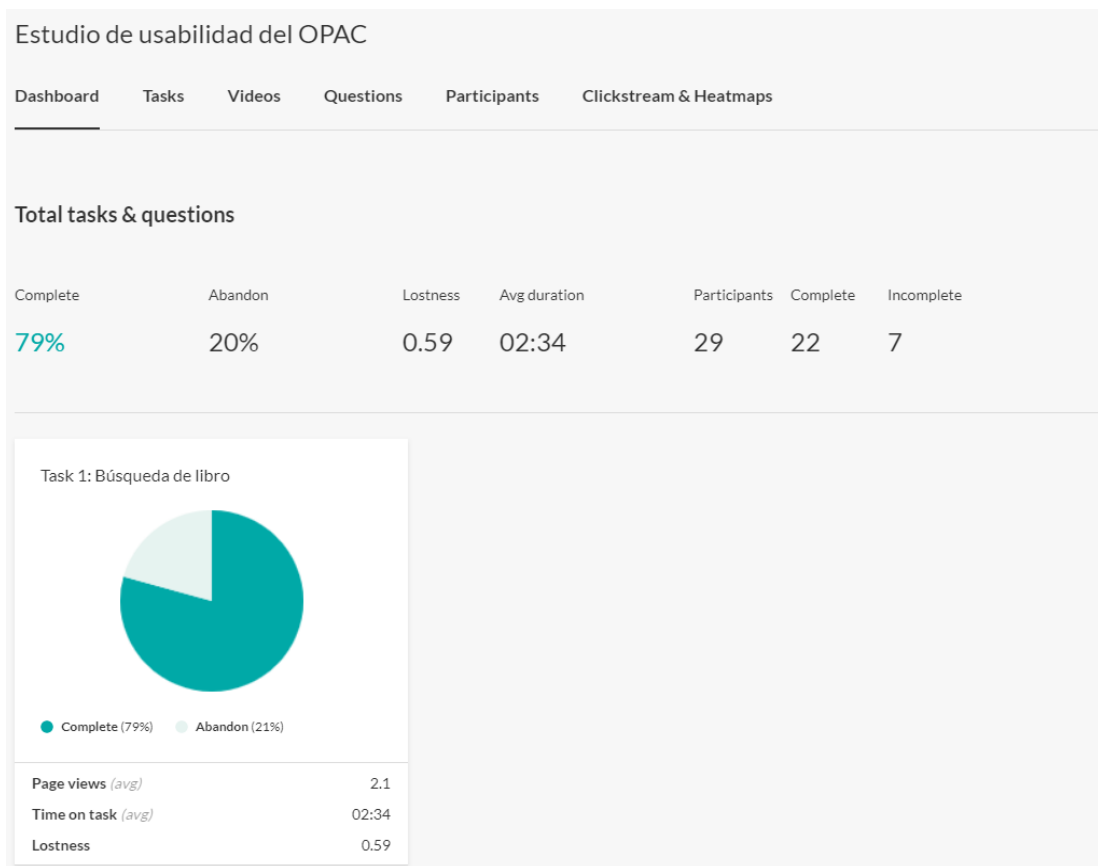 Estudio de usabilidad del OPAC
Dashboard Tasks Videos Questions Participants Clickstream & Heatmaps
Total tasks & questions
Complete Abandon Lostness Avg duration Participants Complete Incomplete
79% 20% 0.59 02:34 29 22 7
Task 1: Búsqueda de libro
Complete (79%) Abandon (21%)
Page views (avg) 2.1
Time on task (avg) 02:34
Lostness 0.59